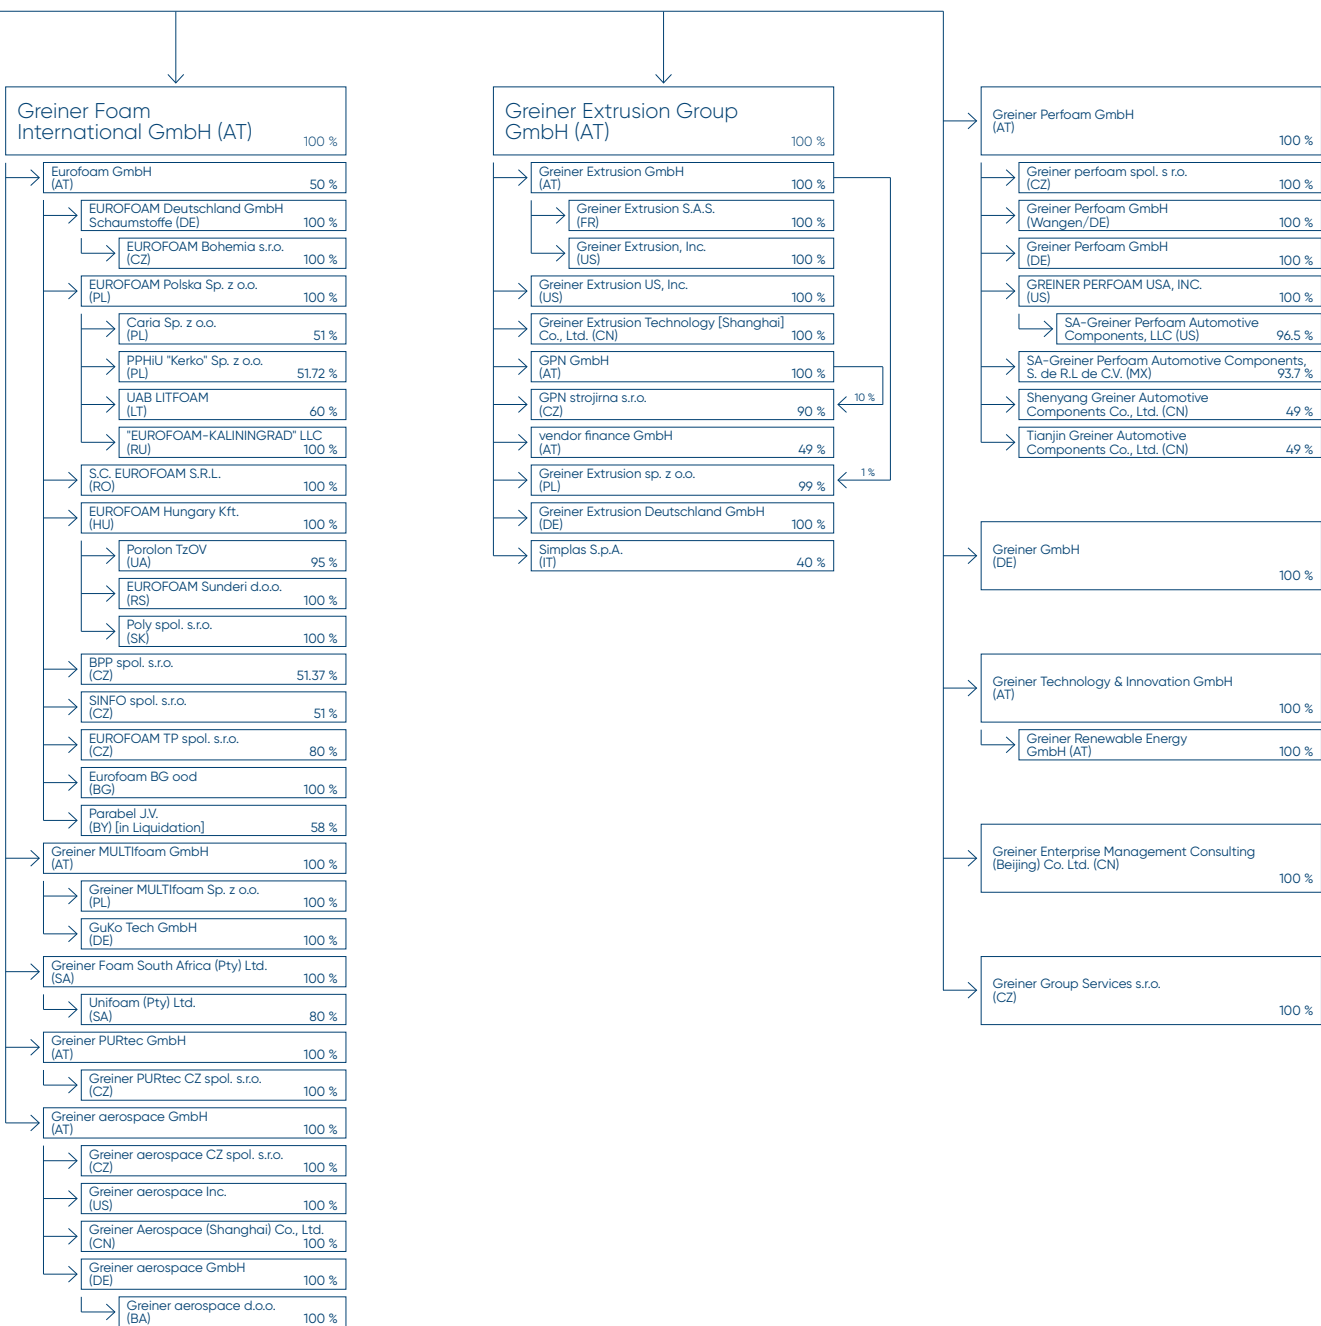 Greiner Foam
International GmbH (AT)
100 %
Eurofoam GmbH
(AT) 50 %
EUROFOAM Deutschland GmbH
Schaumstoffe (DE) 100 %
EUROFOAM Bohemia s.r.o.
(CZ) 100 %
EUROFOAM Polska Sp. z o.o.
(PL) 100 %
Caria Sp. z o.o.
(PL) 51 %
PPHiU "Kerko" Sp. z o.o.
(PL) 51.72 %
UAB LITFOAM
(LT) 60 %
"EUROFOAM-KALININGRAD" LLC
(RU) 100 %
S.C. EUROFOAM S.R.L.
(RO) 100 %
EUROFOAM Hungary Kft.
(HU) 100 %
Porolon TzOV
(UA) 95 %
EUROFOAM Sunderi d.o.o.
(RS) 100 %
Poly spol. s.r.o.
(SK) 100 %
BPP spol. s.r.o.
(CZ) 51.37 %
SINFO spol. s.r.o.
(CZ) 51 %
EUROFOAM TP spol. s.r.o.
(CZ) 80 %
Eurofoam BG ood
(BG) 100 %
Parabel J.V.
(BY) [in Liquidation] 58 %
Greiner MULTIfoam GmbH
(AT) 100 %
Greiner MULTIfoam Sp. z o.o.
(PL) 100 %
GuKo Tech GmbH
(DE) 100 %
Greiner Foam South Africa (Pty) Ltd.
(SA) 100 %
Unifoam (Pty) Ltd.
(SA) 80 %
Greiner PURtec GmbH
(AT) 100 %
Greiner PURtec CZ spol. s.r.o.
(CZ) 100 %
Greiner aerospace GmbH
(AT) 100 %
Greiner aerospace CZ spol. s.r.o.
(CZ) 100 %
Greiner aerospace Inc.
(US) 100 %
Greiner Aerospace (Shanghai) Co., Ltd.
(CN) 100 %
Greiner aerospace GmbH
(DE) 100 %
Greiner aerospace d.o.o.
(BA) 100 %
Greiner Extrusion Group
GmbH (AT)
100 %
Greiner Extrusion GmbH
(AT) 100 %
Greiner Extrusion S.A.S.
(FR) 100 %
Greiner Extrusion, Inc.
(US) 100 %
Greiner Extrusion US, Inc.
(US) 100 %
Greiner Extrusion Technology [Shanghai]
Co., Ltd. (CN) 100 %
GPN GmbH
(AT) 100 %
GPN strojirna s.r.o.
(CZ) 90 %
10 %
vendor finance GmbH
(AT) 49 %
Greiner Extrusion sp. z o.o.
(PL) 99 %
1 %
Greiner Extrusion Deutschland GmbH
(DE) 100 %
Simplas S.p.A.
(IT) 40 %
Greiner Perfoam GmbH
(AT)
100 %
Greiner perfoam spol. s r.o.
(CZ) 100 %
Greiner Perfoam GmbH
(Wangen/DE) 100 %
Greiner Perfoam GmbH
(DE) 100 %
GREINER PERFOAM USA, INC.
(US) 100 %
SA-Greiner Perfoam Automotive
Components, LLC (US) 96.5 %
SA-Greiner Perfoam Automotive Components,
S. de R.L de C.V. (MX) 93.7 %
Shenyang Greiner Automotive
Components Co., Ltd. (CN) 49 %
Tianjin Greiner Automotive
Components Co., Ltd. (CN) 49 %
Greiner GmbH
(DE)
100 %
Greiner Technology & Innovation GmbH
(AT)
100 %
Greiner Renewable Energy
GmbH (AT) 100 %
Greiner Enterprise Management Consulting
(Beijing) Co. Ltd. (CN)
100 %
Greiner Group Services s.r.o.
(CZ)
100 %